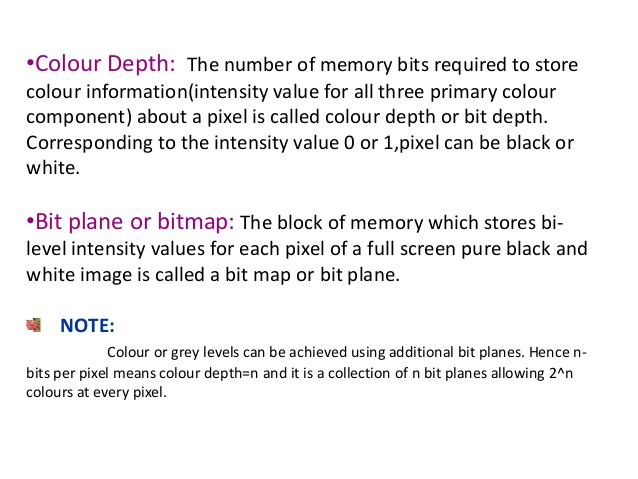 •Colour Depth: The number of memory bits required to store
colour information(intensity value for all three primary colour
component) about a pixel is called colour depth or bit depth.
Corresponding to the intensity value 0 or 1,pixel can be black or
white.
•Bit plane or bitmap: The block of memory which stores bi-
level intensity values for each pixel of a full screen pure black and
white image is called a bit map or bit plane.
NOTE:
Colour or grey levels can be achieved using additional bit planes. Hence n-
bits per pixel means colour depth=n and it is a collection of n bit planes allowing 2^n
colours at every pixel.